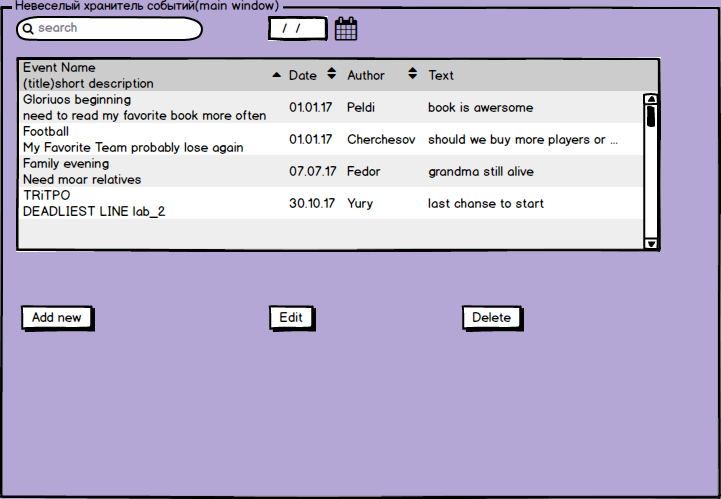 Невеселый хранитель событий(main window)
search
/ /
Event Name
(title)short description
Date
Author
Text
Gloriuos beginning
need to read my favorite book more often
01.01.17
Peldi
book is awersome
Football
My Favorite Team probably lose again
01.01.17
Cherchesov
should we buy more players or ...
Family evening
Need moar relatives
07.07.17
Fedor
grandma still alive
TRiTPO
DEADLIEST LINE lab_2
30.10.17
Yury
last chanse to start
Add new
Edit
Delete